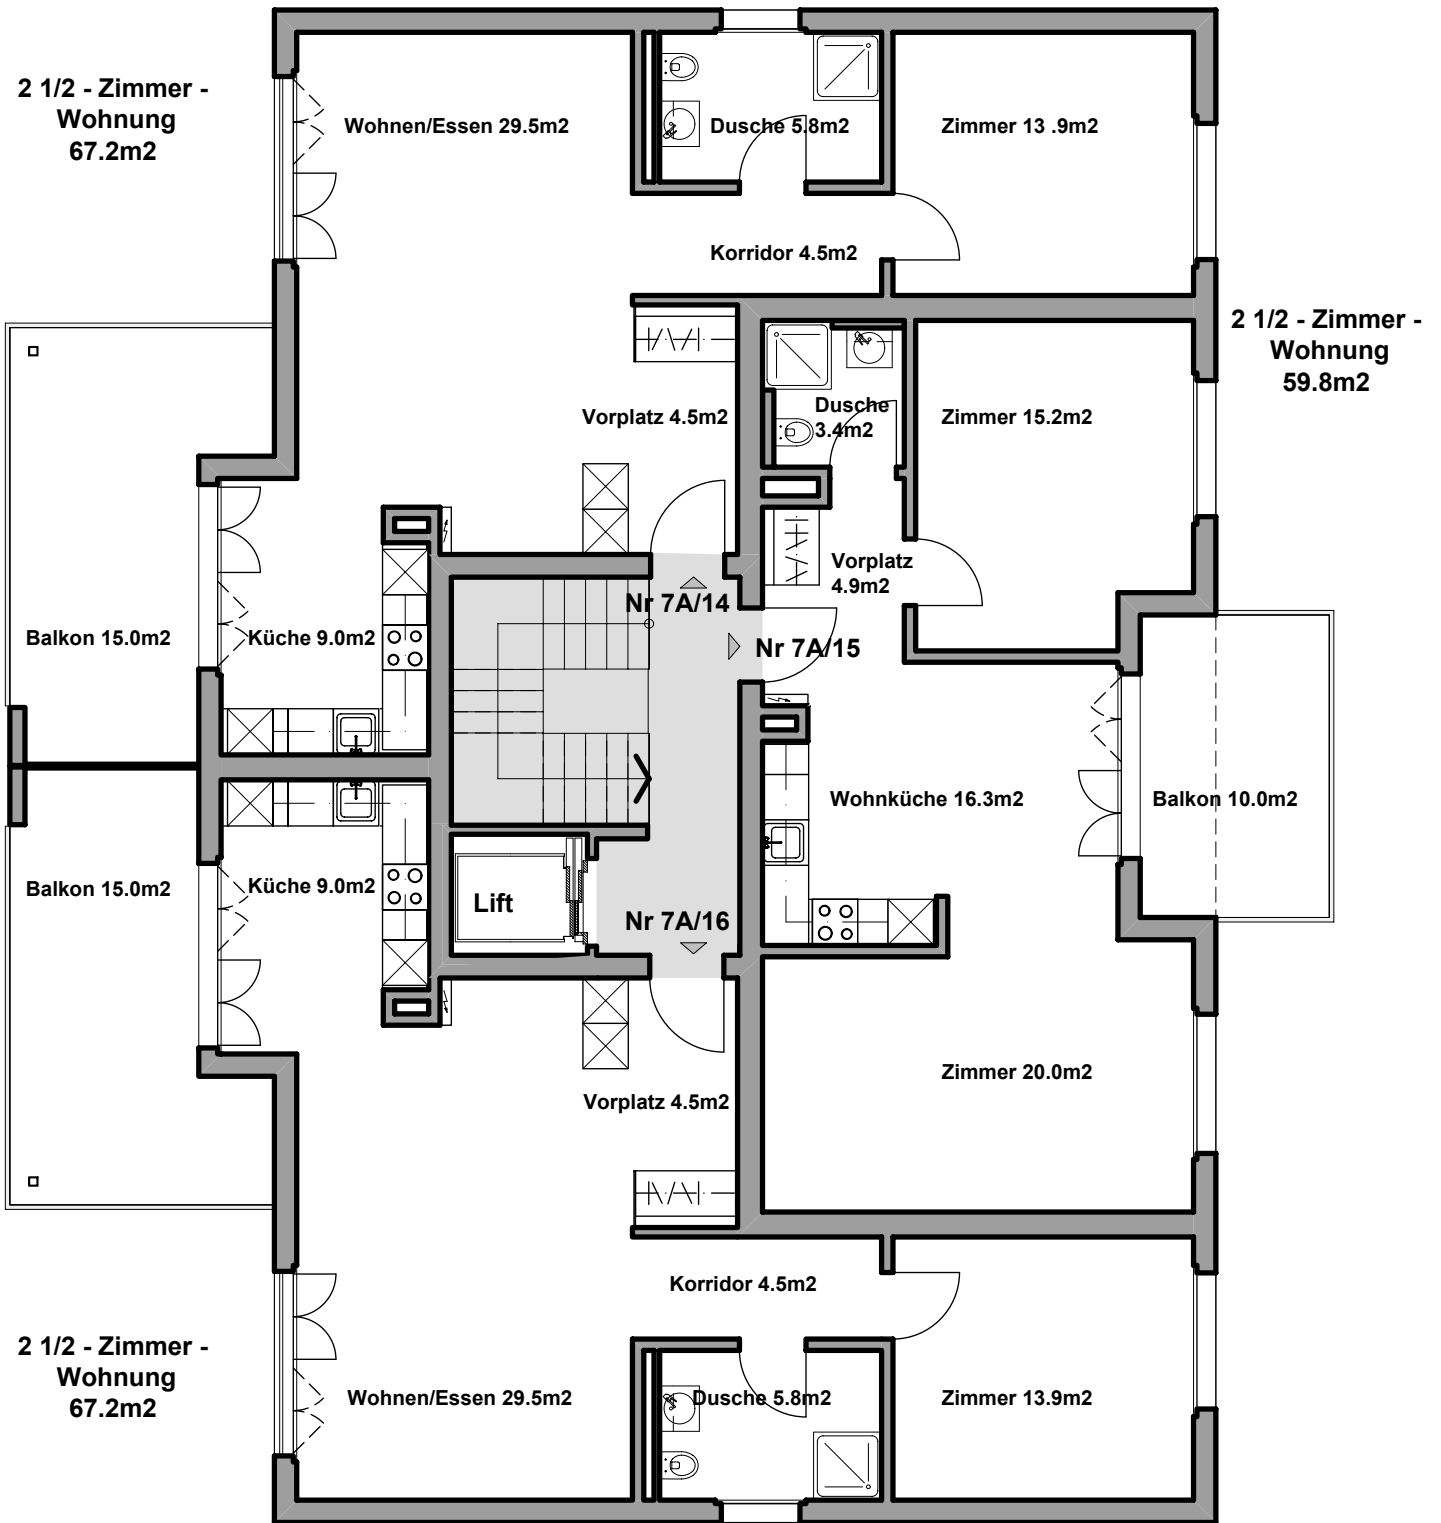 2 1/2 - Zimmer -
Wohnung
67.2m2
Wohnen/Essen 29.5m2
Dusche 5.8m2
Zimmer 13 .9m2
Korridor 4.5m2
2 1/2 - Zimmer -
Wohnung
59.8m2
Vorplatz 4.5m2
Dusche
3.4m2
Zimmer 15.2m2
Vorplatz
4.9m2
Nr 7A/14
Balkon 15.0m2
Küche 9.0m2
Nr 7A/15
Wohnküche 16.3m2
Balkon 10.0m2
Balkon 15.0m2
Küche 9.0m2
Lift
Nr 7A/16
Zimmer 20.0m2
Vorplatz 4.5m2
Korridor 4.5m2
2 1/2 - Zimmer -
Wohnung
67.2m2
Wohnen/Essen 29.5m2
Dusche 5.8m2
Zimmer 13.9m2